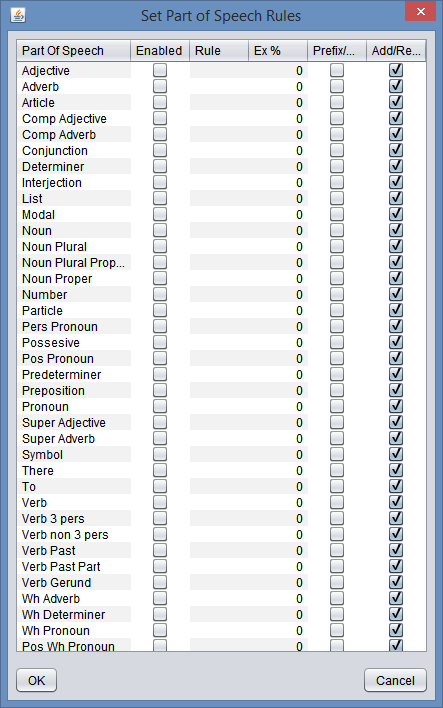 Set Part of Speech Rules
Part Of Speech Enabled Rule Ex % Prefix/... Add/Re...
Adjective 0
Adverb 0
Article 0
Comp Adjective 0
Comp Adverb 0
Conjunction 0
Determiner 0
Interjection 0
List 0
Modal 0
Noun 0
Noun Plural 0
Noun Plural Prop... 0
Noun Proper 0
Number 0
Particle 0
Pers Pronoun 0
Possesive 0
Pos Pronoun 0
Predeterminer 0
Preposition 0
Pronoun 0
Super Adjective 0
Super Adverb 0
Symbol 0
There 0
To 0
Verb 0
Verb 3 pers 0
Verb non 3 pers 0
Verb Past 0
Verb Past Part 0
Verb Gerund 0
Wh Adverb 0
Wh Determiner 0
Wh Pronoun 0
Pos Wh Pronoun 0
OK Cancel